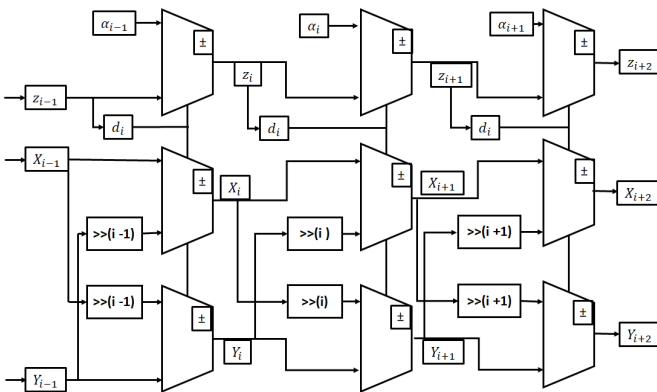 α_{i−1}
±
α_i
±
α_{i+1}
±
z_{i−1}
z_i
z_{i+1}
z_{i+2}
d_i
d_i
d_i
X_{i−1}
±
X_i
±
X_{i+1}
±
X_{i+2}
>>(i -1)
>>(i )
>>(i +1)
>>(i -1)
>>(i)
>>(i +1)
±
±
±
Y_{i−1}
Y_i
Y_{i+1}
Y_{i+2}